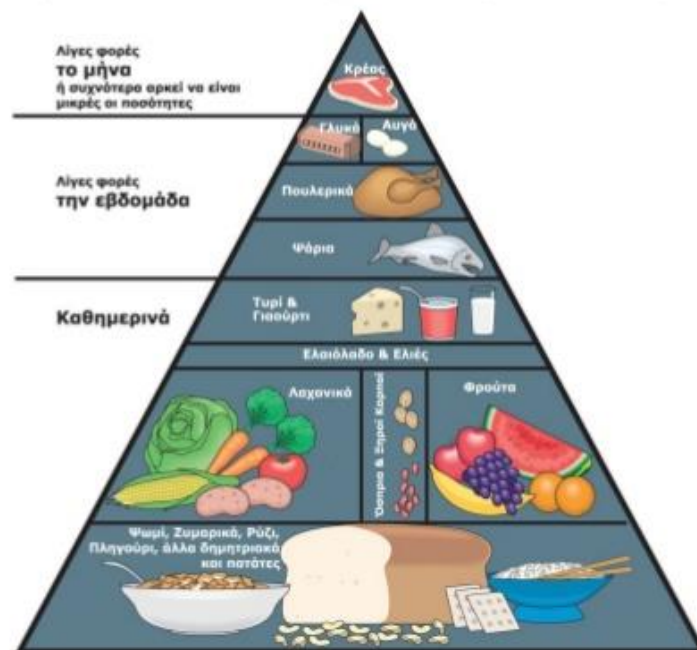 Λίγες φορές
το μήνα
ή συχνότερα αρκεί να είναι
μικρές οι ποσότητες
Κρέας
Γλυκά
Αυγά
Λίγες φορές
την εβδομάδα
Πουλερικά
Ψάρια
Καθημερινά
Τυρί &
Γιαούρτι
Ελαιόλαδο & Ελιές
Λαχανικά
Όσπρια & Ξηροί Καρποί
Φρούτα
Ψωμί, Ζυμαρικά, Ρύζι,
Πληγούρι, άλλα δημητριακά
και πατάτες